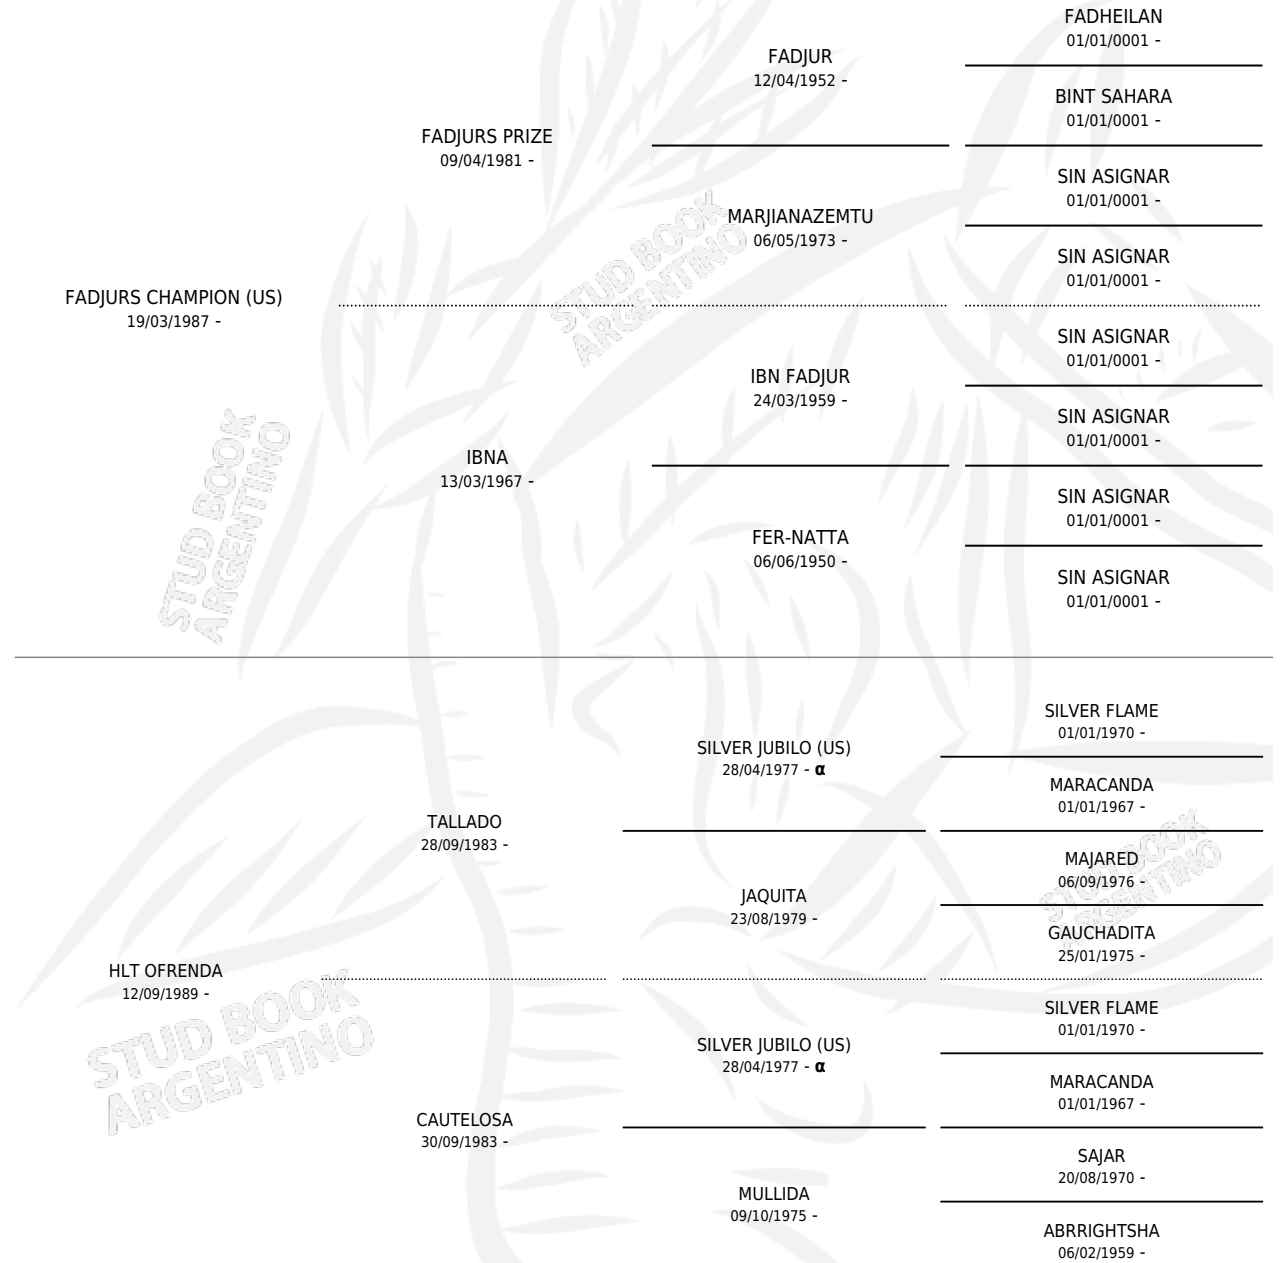 FADHEILAN
01/01/0001 -
FADJUR
12/04/1952 -
BINT SAHARA
01/01/0001 -
FADJURS PRIZE
09/04/1981 -
SIN ASIGNAR
01/01/0001 -
MARJIANAZEMTU
06/05/1973 -
SIN ASIGNAR
01/01/0001 -
FADJURS CHAMPION (US)
19/03/1987 -
SIN ASIGNAR
01/01/0001 -
IBN FADJUR
24/03/1959 -
SIN ASIGNAR
01/01/0001 -
IBNA
13/03/1967 -
SIN ASIGNAR
01/01/0001 -
FER-NATTA
06/06/1950 -
SIN ASIGNAR
01/01/0001 -
SILVER FLAME
01/01/1970 -
SILVER JUBILO (US)
28/04/1977 - α
MARACANDA
01/01/1967 -
TALLADO
28/09/1983 -
MAJARED
06/09/1976 -
JAQUITA
23/08/1979 -
GAUCHADITA
25/01/1975 -
HLT OFRENDA
12/09/1989 -
SILVER FLAME
01/01/1970 -
SILVER JUBILO (US)
28/04/1977 - α
MARACANDA
01/01/1967 -
CAUTELOSA
30/09/1983 -
SAJAR
20/08/1970 -
MULLIDA
09/10/1975 -
ABRRIGHTSHA
06/02/1959 -
STUD BOOK
ARGENTINO
STUD BOOK
ARGENTINO
STUD BOOK
ARGENTINO
STUD BOOK
ARGENTINO